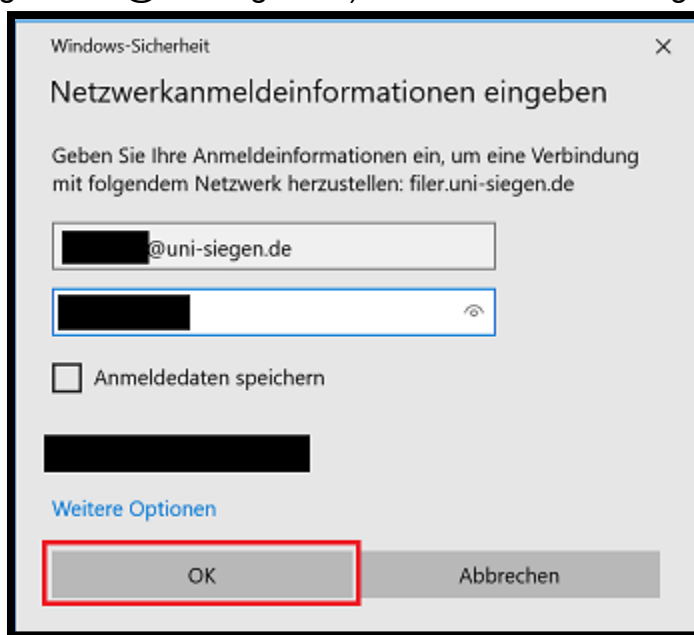 Windows-Sicherheit
Netzwerkanmeldeinformationen eingeben
Geben Sie Ihre Anmeldeinformationen ein, um eine Verbindung
mit folgendem Netzwerk herzustellen: filer.uni-siegen.de
@uni-siegen.de
Anmeldedaten speichern
Weitere Optionen
OK Abbrechen